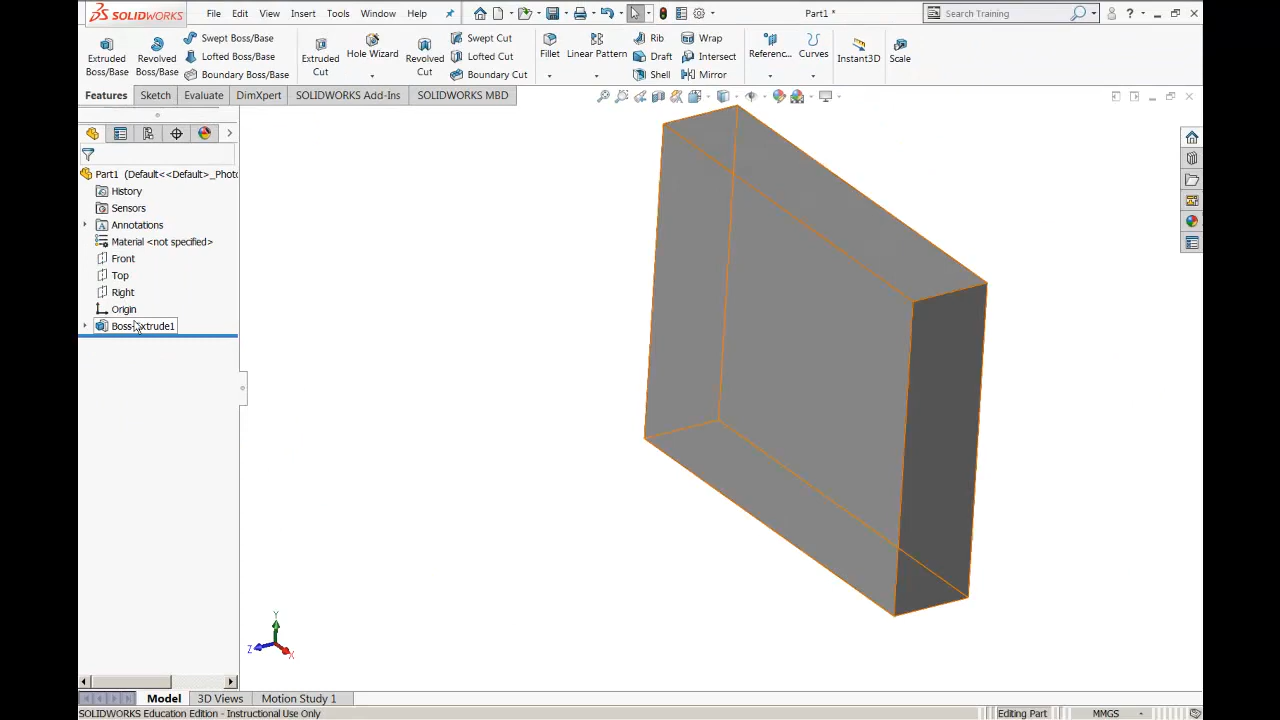 SOLIDWORKS File Edit View Insert Tools Window Help Part1 * Search Training
Extruded Boss/Base Revolved Boss/Base Swept Boss/Base Lofted Boss/Base Boundary Boss/Base Extruded Cut Hole Wizard Revolved Cut Swept Cut Lofted Cut Boundary Cut Fillet Linear Pattern Rib Draft Shell Wrap Intersect Mirror Referenc... Curves Instant3D Scale
Features Sketch Evaluate DimXpert SOLIDWORKS Add-Ins SOLIDWORKS MBD
Part1 (Default<<Default>_Photo
History
Sensors
Annotations
Material <not specified>
Front
Top
Right
Origin
Boss-Extrude1
Y
Z
X
Model 3D Views Motion Study 1
SOLIDWORKS Education Edition - Instructional Use Only Editing Part MMGS